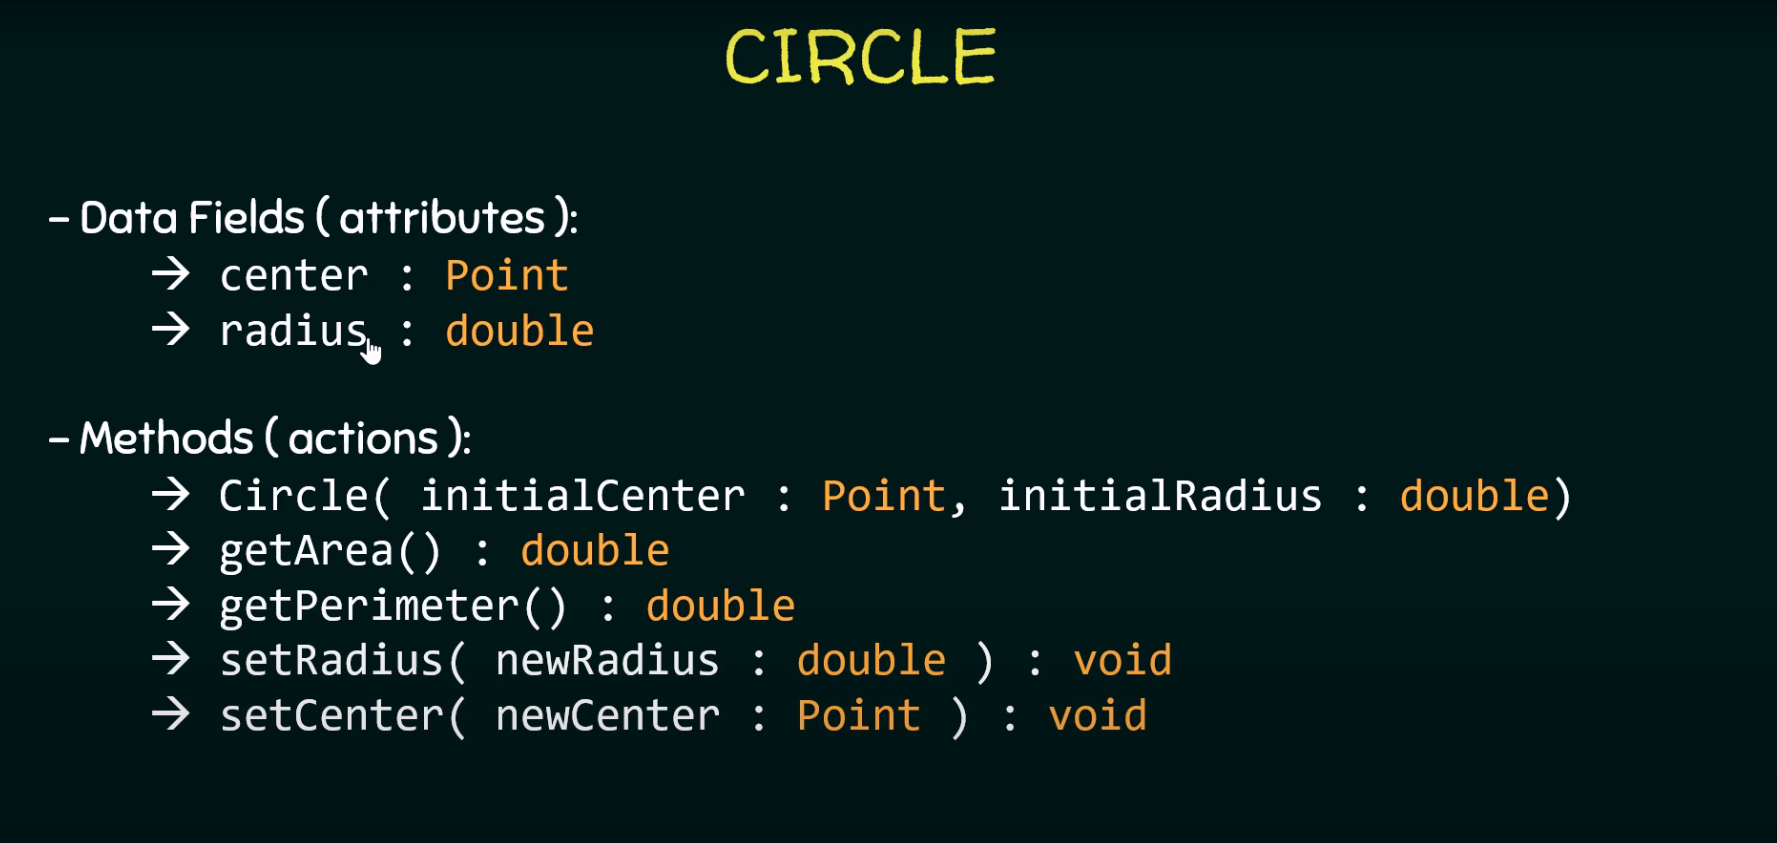 CIRCLE
- Data Fields ( attributes ):
→ center : Point
→ radius : double
- Methods ( actions ):
→ Circle( initialCenter : Point, initialRadius : double)
→ getArea() : double
→ getPerimeter() : double
→ setRadius( newRadius : double ) : void
→ setCenter( newCenter : Point ) : void